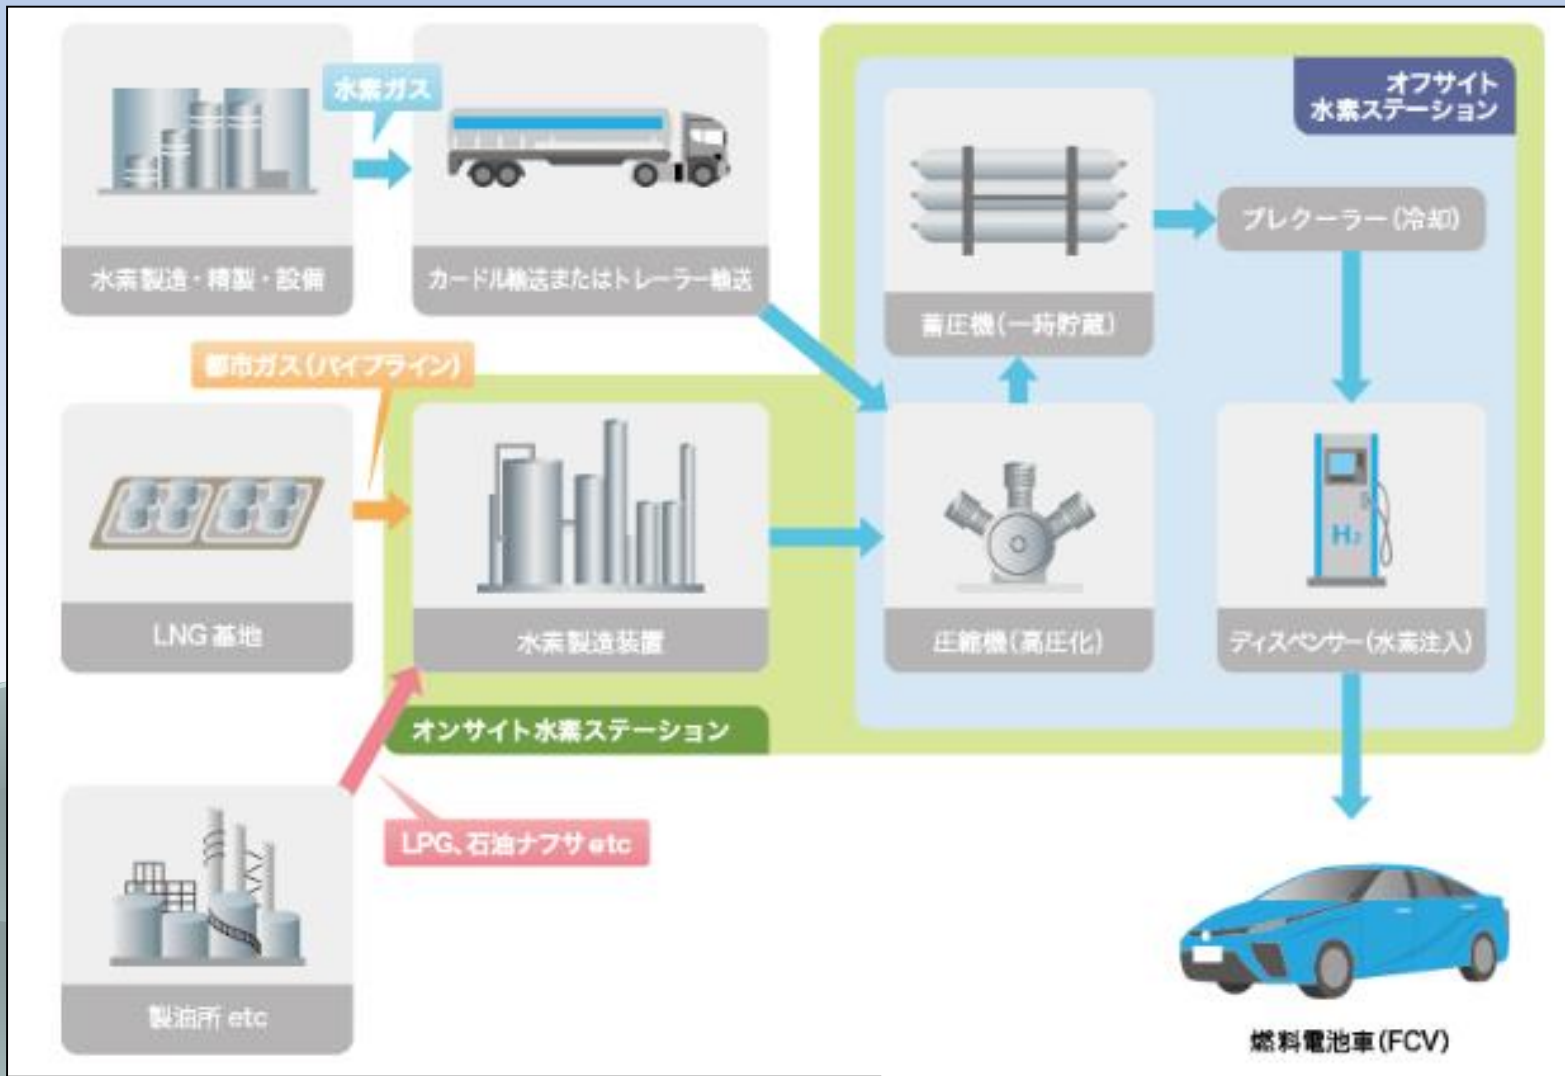 水素ガス
オフサイト
水素ステーション
水素製造・精製・設備
カードル輸送またはトレーラー輸送
プレクーラー(冷却)
蓄圧機(一時貯蔵)
都市ガス(パイプライン)
LNG基地
水素製造装置
圧縮機(高圧化)
H₂
ディスペンサー(水素注入)
オンサイト水素ステーション
LPG、石油ナフサetc
製油所 etc
燃料電池車(FCV)